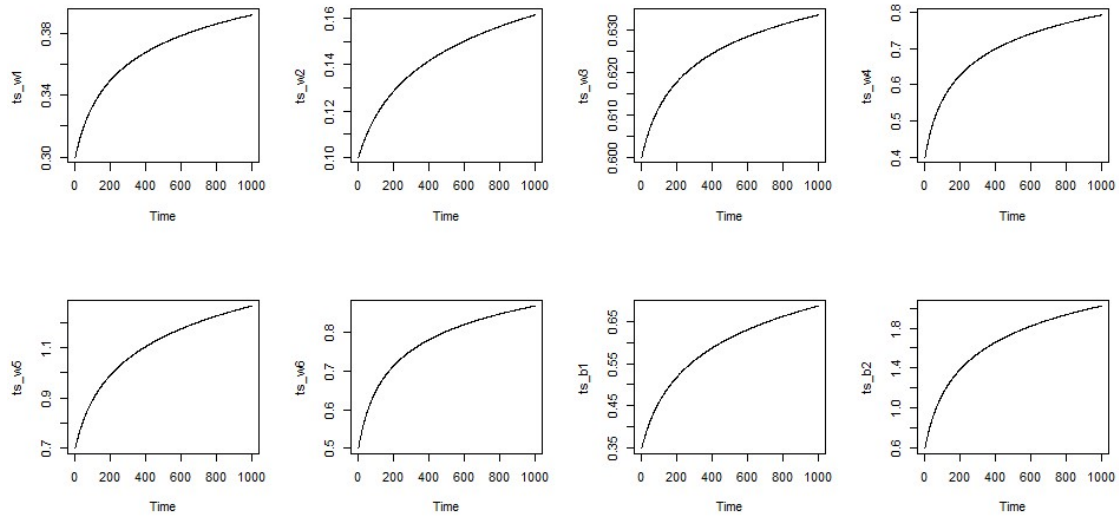 ts_w1
0.30 0.34 0.38
0 200 400 600 800 1000
Time
ts_w2
0.10 0.12 0.14 0.16
0 200 400 600 800 1000
Time
ts_w3
0.600 0.610 0.620 0.630
0 200 400 600 800 1000
Time
ts_w4
0.4 0.5 0.6 0.7 0.8
0 200 400 600 800 1000
Time
ts_w5
0.7 0.9 1.1
0 200 400 600 800 1000
Time
ts_w6
0.5 0.6 0.7 0.8
0 200 400 600 800 1000
Time
ts_b1
0.35 0.45 0.55 0.65
0 200 400 600 800 1000
Time
ts_b2
0.6 1.0 1.4 1.8
0 200 400 600 800 1000
Time